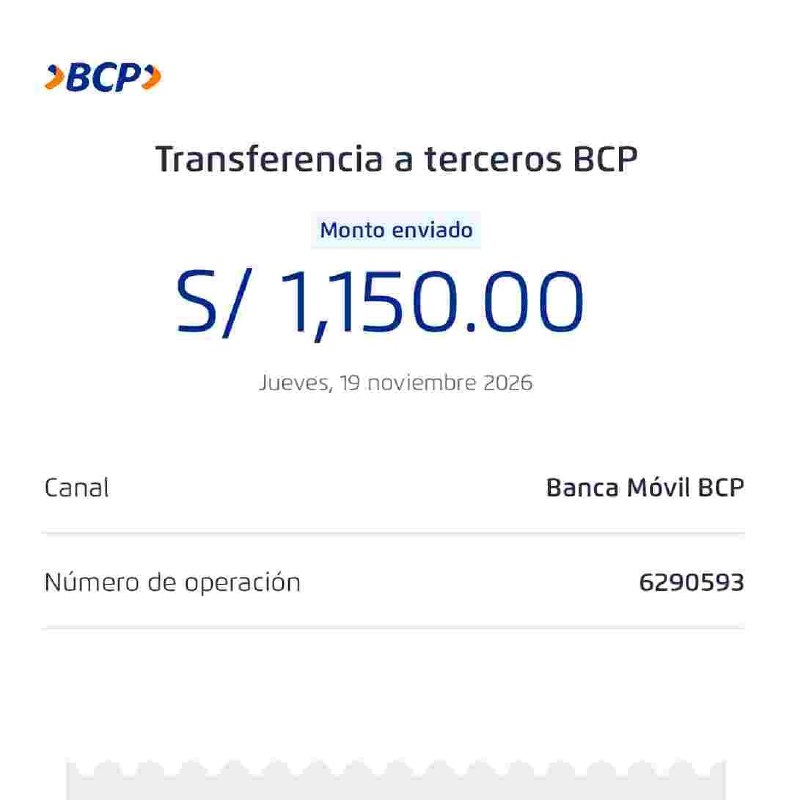 BCP
Transferencia a terceros BCP
Monto enviado
S/ 1,150.00
Jueves, 19 noviembre 2026
Canal Banca Móvil BCP
Número de operación 6290593